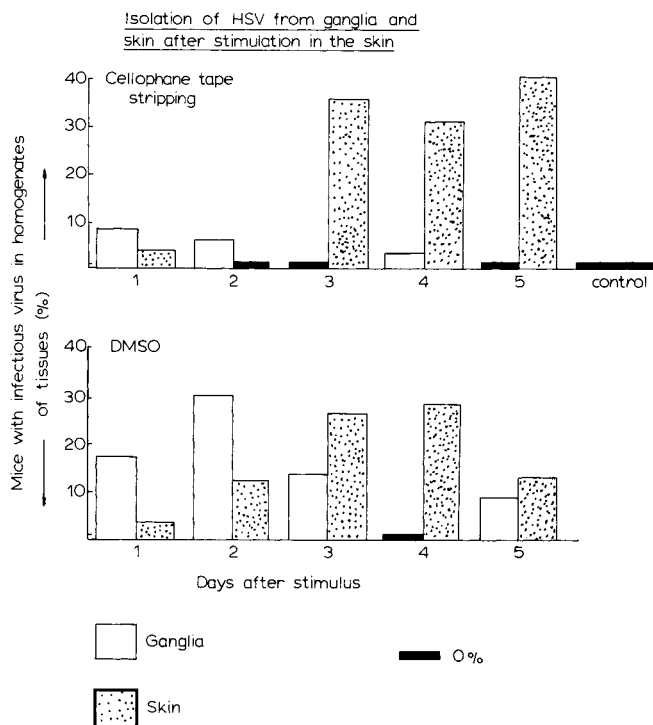 Isolation of HSV from ganglia and
skin after stimulation in the skin
Mice with infectious virus in homogenates
of tissues (%)
Cellophane tape
stripping
40
30
20
10
1 2 3 4 5 control
DMSO
40
30
20
10
1 2 3 4 5
Days after stimulus
Ganglia
0%
Skin